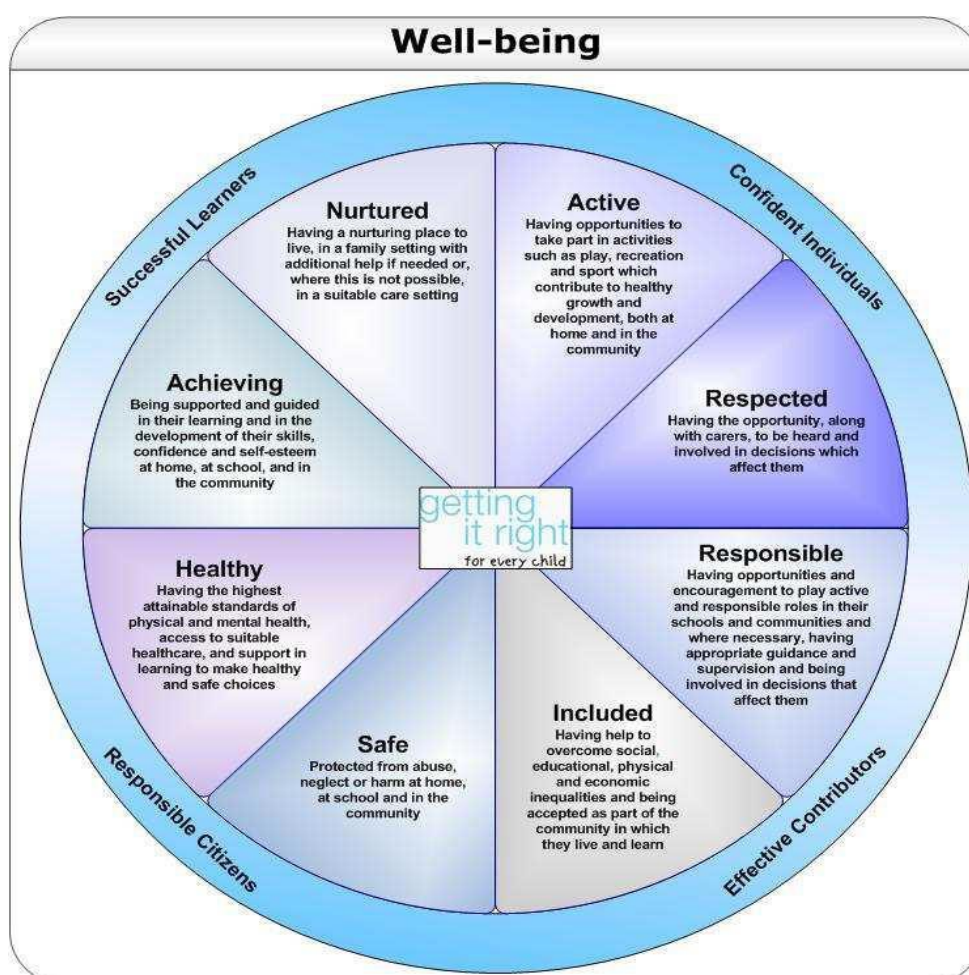 Well-being
Successful Learners
Confident Individuals
Nurtured
Having a nurturing place to
live, in a family setting with
additional help if needed or,
where this is not possible,
in a suitable care setting
Active
Having opportunities to
take part in activities
such as play, recreation
and sport which
contribute to healthy
growth and
development, both at
home and in the
community
Achieving
Being supported and guided
in their learning and in the
development of their skills,
confidence and self-esteem
at home, at school, and in
the community
Respected
Having the opportunity, along
with carers, to be heard and
involved in decisions which
affect them
getting
it right
for every child
Healthy
Having the highest
attainable standards of
physical and mental health,
access to suitable
healthcare, and support in
learning to make healthy
and safe choices
Responsible
Having opportunities and
encouragement to play active
and responsible roles in their
schools and communities and
where necessary, having
appropriate guidance and
supervision and being
involved in decisions that
affect them
Safe
Protected from abuse,
neglect or harm at home,
at school and in the
community
Included
Having help to
overcome social,
educational, physical
and economic
inequalities and being
accepted as part of the
community in which
they live and learn
Responsible Citizens
Effective Contributors